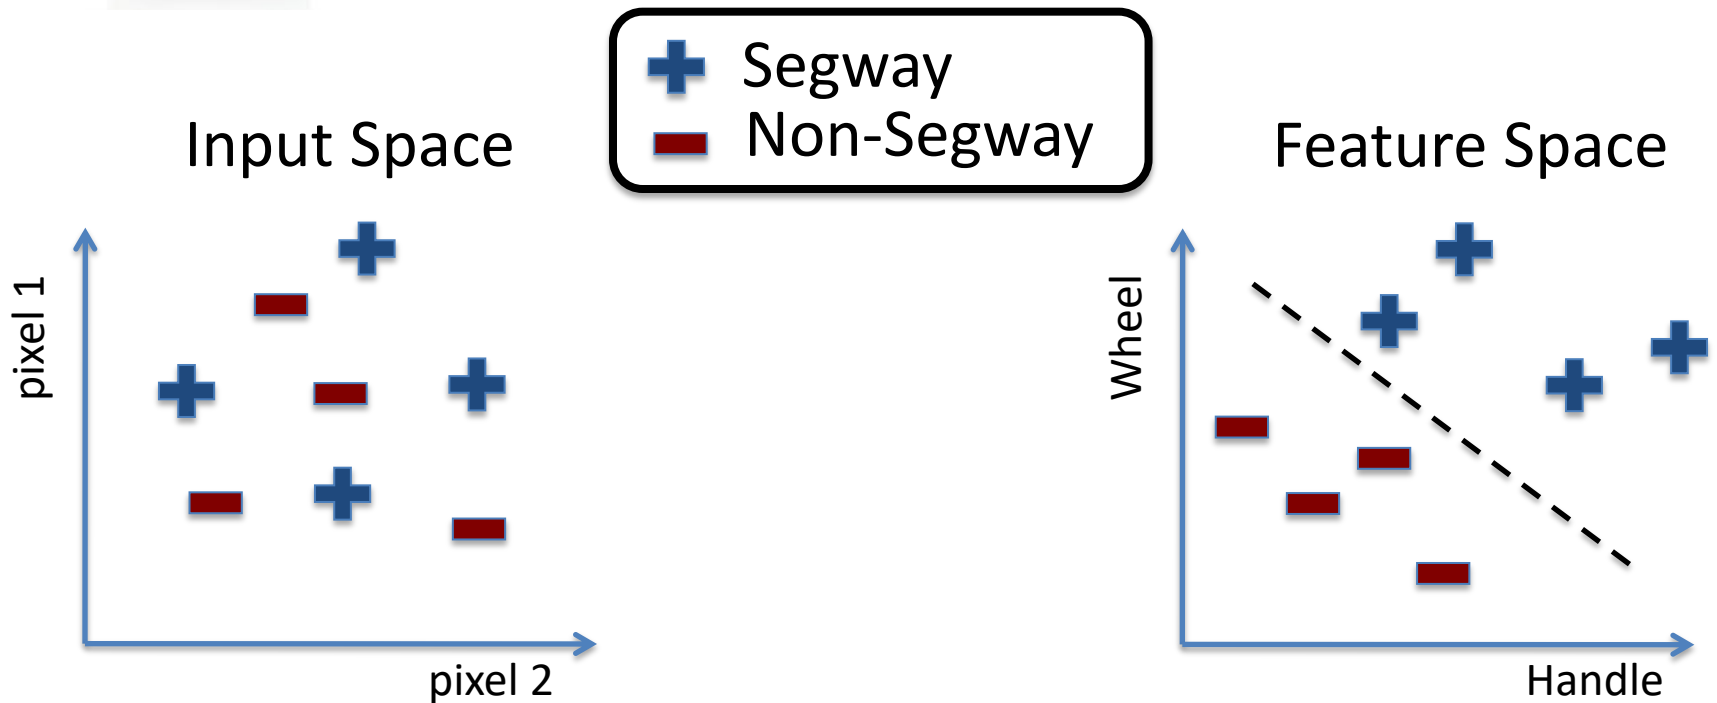 Segway
Non-Segway
Input Space
Feature Space
pixel 1
pixel 2
Wheel
Handle